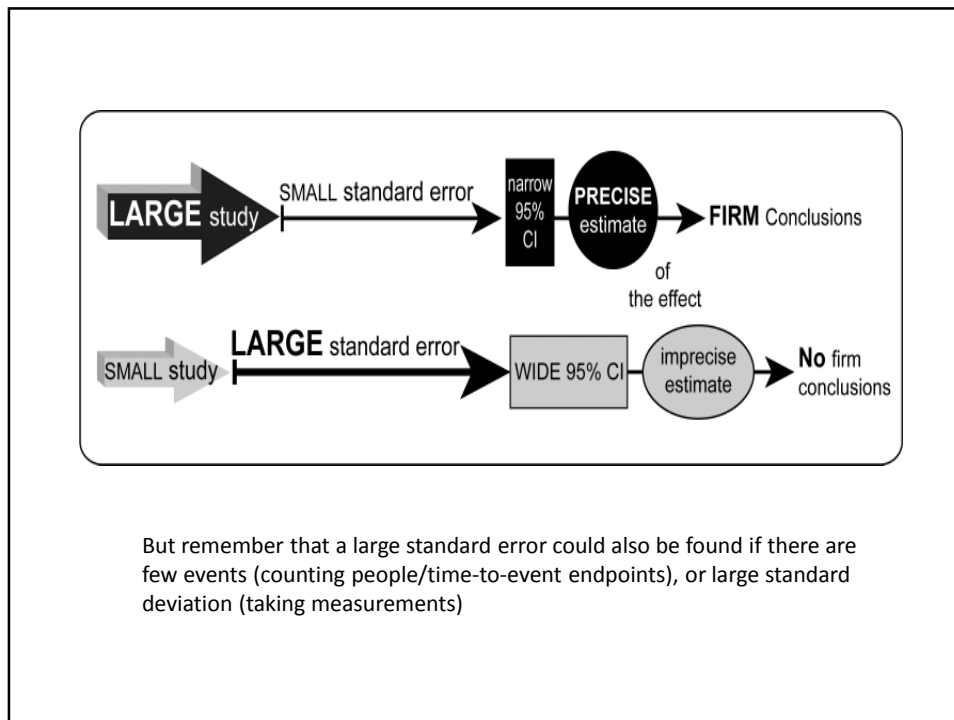 LARGE study
SMALL standard error
narrow
95%
CI
PRECISE
estimate
FIRM Conclusions
of
the effect
SMALL study
LARGE standard error
WIDE 95% CI
imprecise
estimate
No firm
conclusions
But remember that a large standard error could also be found if there are
few events (counting people/time-to-event endpoints), or large standard
deviation (taking measurements)